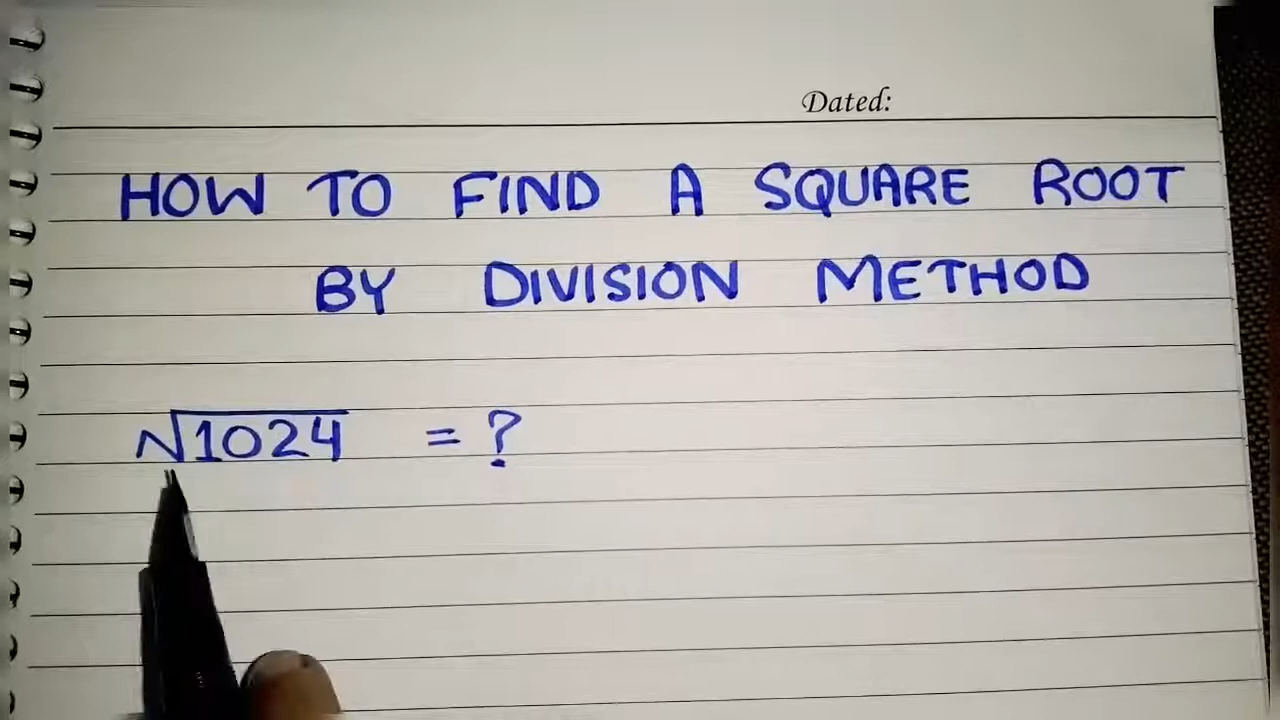 Dated:
HOW TO FIND A SQUARE ROOT
BY DIVISION METHOD
√1024 = ?